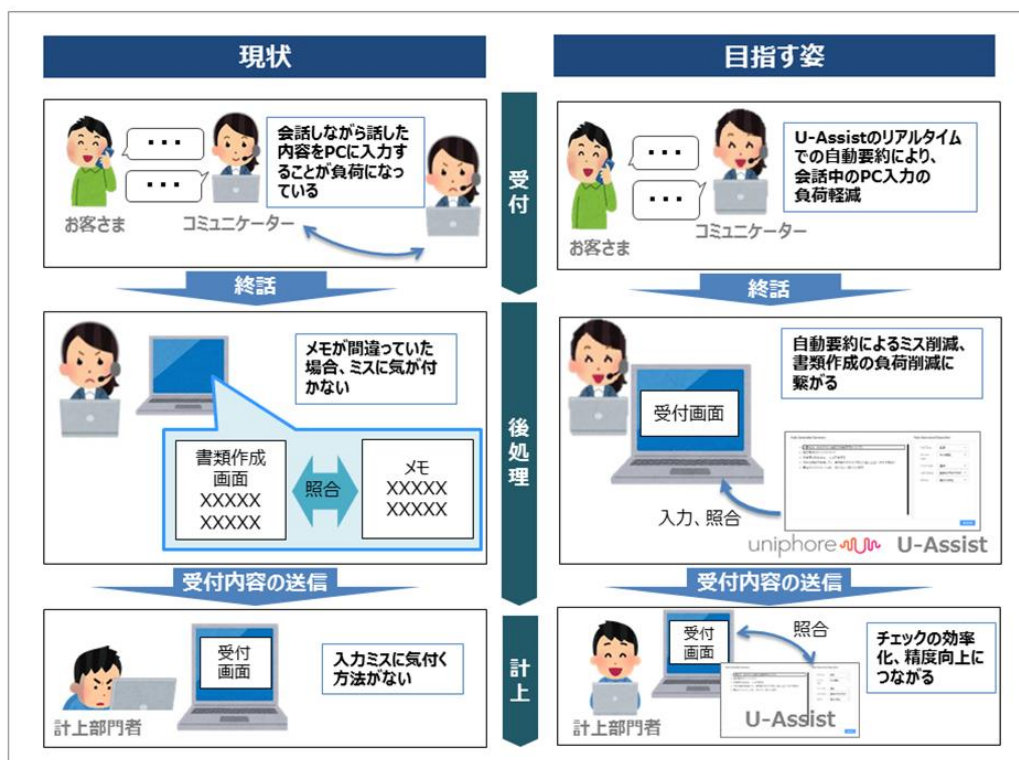 現状
目指す姿
・・・
・・・
お客さま
コミュニケーター
会話しながら話した
内容をPCに入力す
ることが負荷になっ
ている
受付
・・・
・・・
お客さま
コミュニケーター
U-Assistのリアルタイム
での自動要約により、
会話中のPC入力の
負荷軽減
終話
終話
メモが間違っていた
場合、ミスに気が付
かない
書類作成
画面
XXXXX
XXXXX
照合
メモ
XXXXX
XXXXX
後処理
自動要約によるミス削減、
書類作成の負荷削減に
繋がる
受付画面
入力、照合
uniphore U-Assist
受付内容の送信
受付内容の送信
計上部門者
受付
画面
入力ミスに気付く
方法がない
計上
計上部門者
受付
画面
照合
U-Assist
チェックの効率
化、精度向上に
つながる